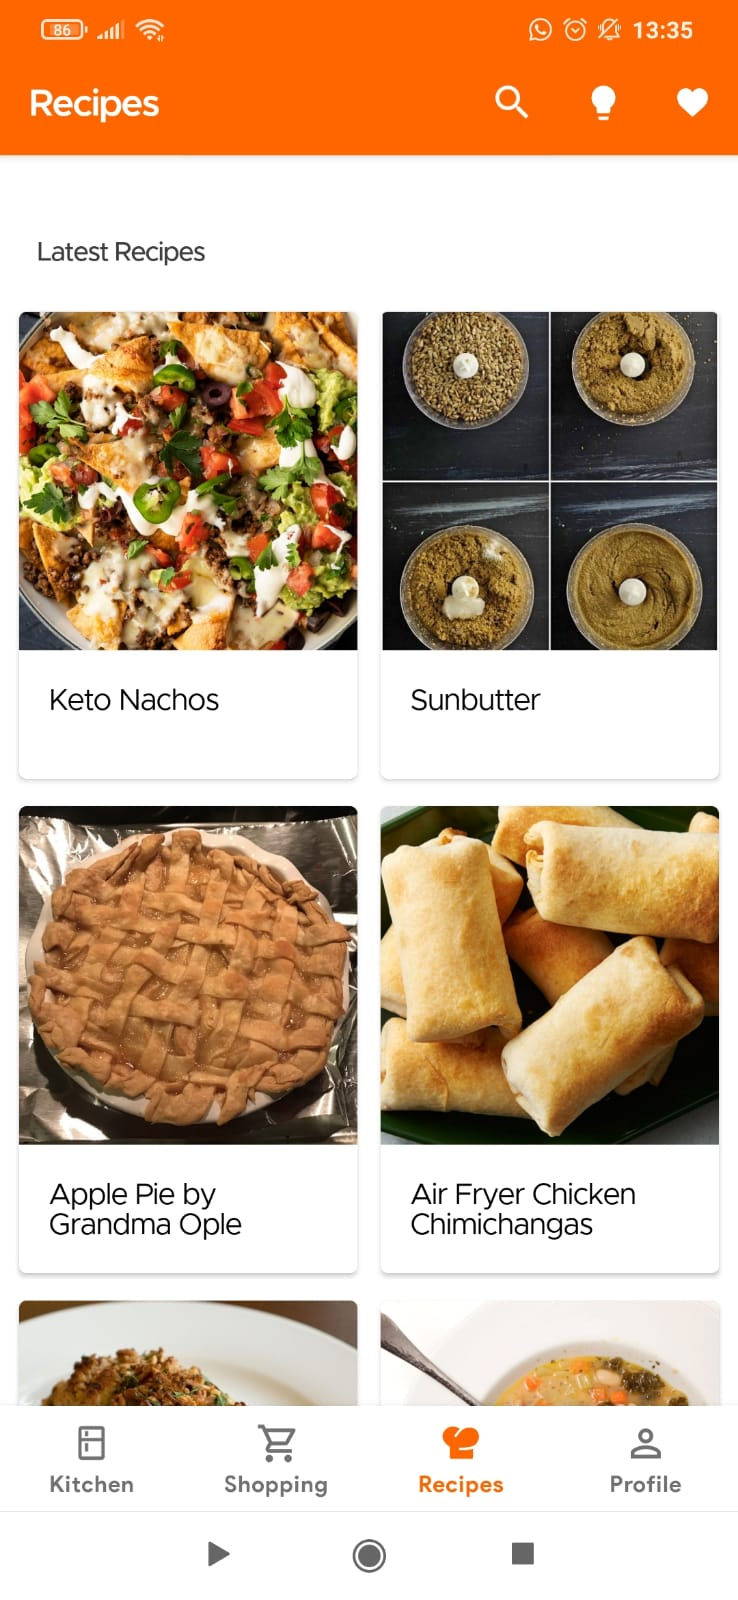 86
13:35
Recipes
Latest Recipes
Keto Nachos
Sunbutter
Apple Pie by
Grandma Ople
Air Fryer Chicken
Chimichangas
Kitchen
Shopping
Recipes
Profile